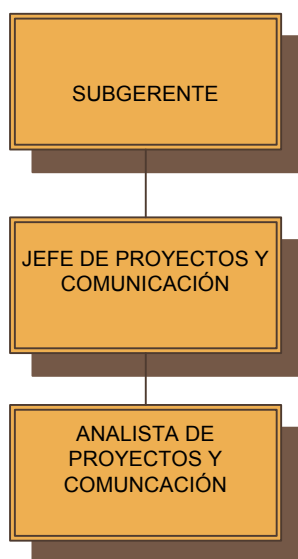 SUBGERENTE
JEFE DE PROYECTOS Y
COMUNICACIÓN
ANALISTA DE
PROYECTOS Y
COMUNCACIÓN